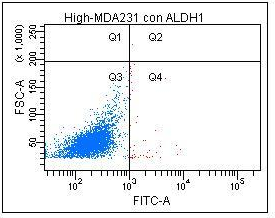 High-MDA231 con ALDH1
Q1 Q2
Q3 Q4
FSC-A (x 1,000)
50 100 150 200 250
10² 10³ 10⁴ 10⁵
FITC-A